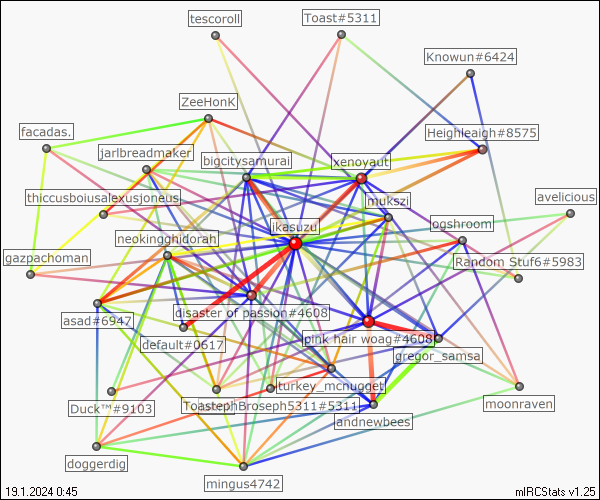 tescoroll
Toast#5311
Knowun#6424
ZeeHonK
facadas.
Heighleaigh#8575
jarlbreadmaker
bigcitysamurai
xenoyaut
thiccusboiusalexusjoneus
mukszi
avelicious
ikasuzu
ogshroom
neokingghidorah
gazpachoman
Random Stuf6#5983
asad#6947
disaster of passion#4608
default#0617
pink hair woag#4608
gregor_samsa
turkey_mcnugget
Duck™#9103
Broseph5311#5311
moonraven
andnewbees
doggerdig
mingus4742
19.1.2024 0:45
mIRCStats v1.25